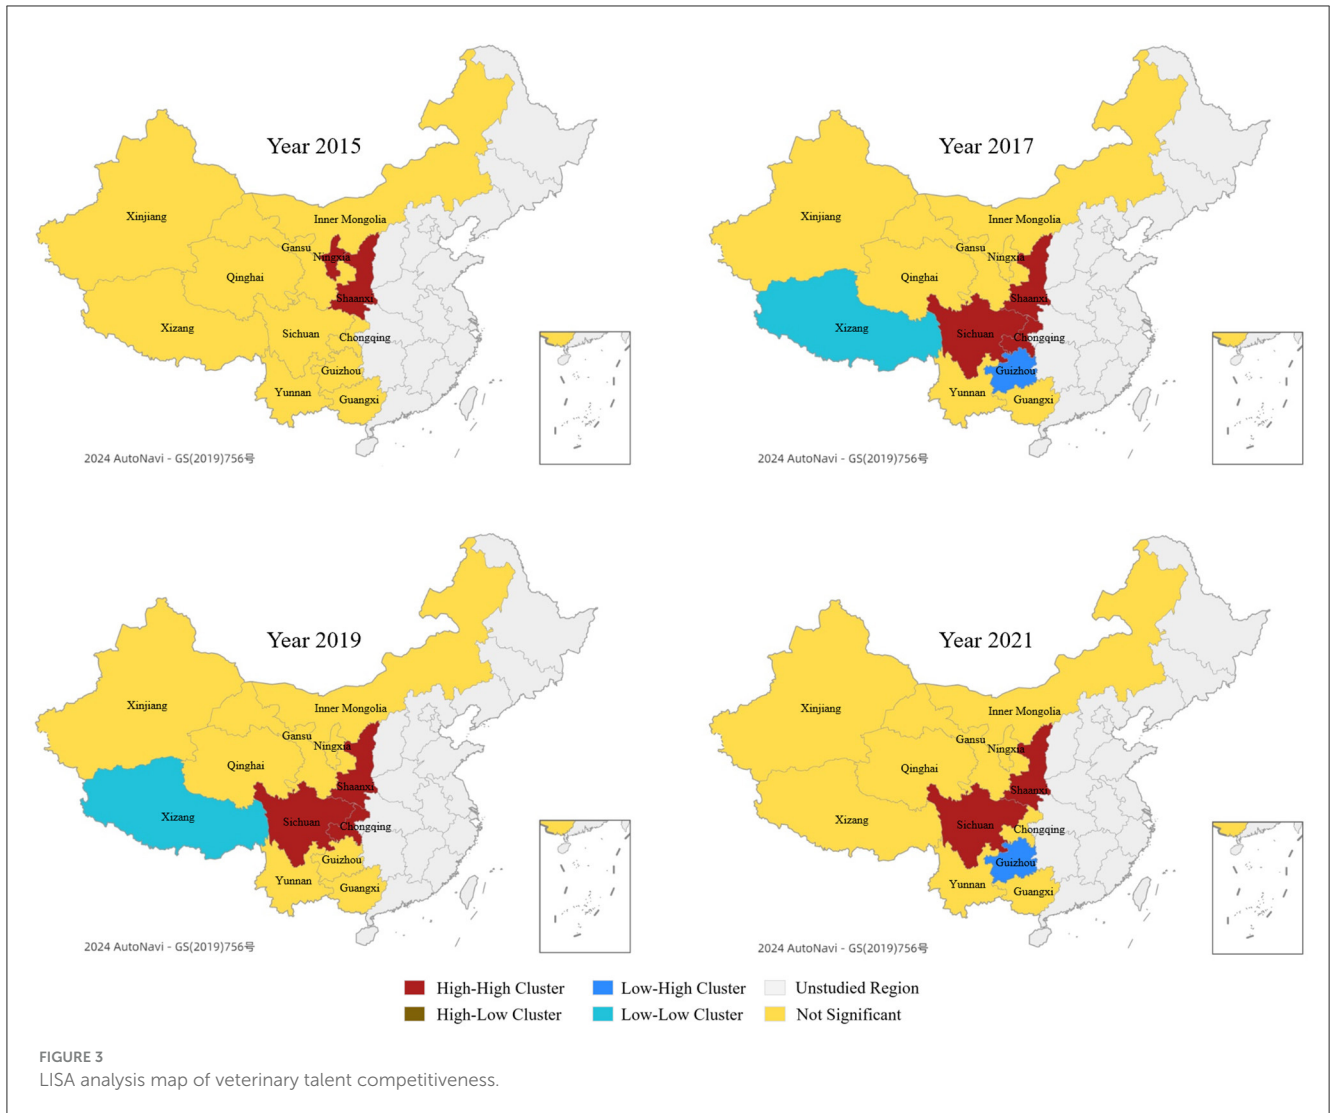 Year 2015
Xinjiang
Inner Mongolia
Gansu
Ningxia
Qinghai
Shaanxi
Xizang
Sichuan
Chongqing
Guizhou
Yunnan
Guangxi
2024 AutoNavi - GS(2019)756号
Year 2017
Xinjiang
Inner Mongolia
Gansu
Ningxia
Qinghai
Shaanxi
Xizang
Sichuan
Chongqing
Guizhou
Yunnan
Guangxi
2024 AutoNavi - GS(2019)756号
Year 2019
Xinjiang
Inner Mongolia
Gansu
Ningxia
Qinghai
Shaanxi
Xizang
Sichuan
Chongqing
Guizhou
Yunnan
Guangxi
2024 AutoNavi - GS(2019)756号
Year 2021
Xinjiang
Inner Mongolia
Gansu
Ningxia
Qinghai
Shaanxi
Xizang
Sichuan
Chongqing
Guizhou
Yunnan
Guangxi
2024 AutoNavi - GS(2019)756号
High-High Cluster
Low-High Cluster
Unstudied Region
High-Low Cluster
Low-Low Cluster
Not Significant
FIGURE 3
LISA analysis map of veterinary talent competitiveness.